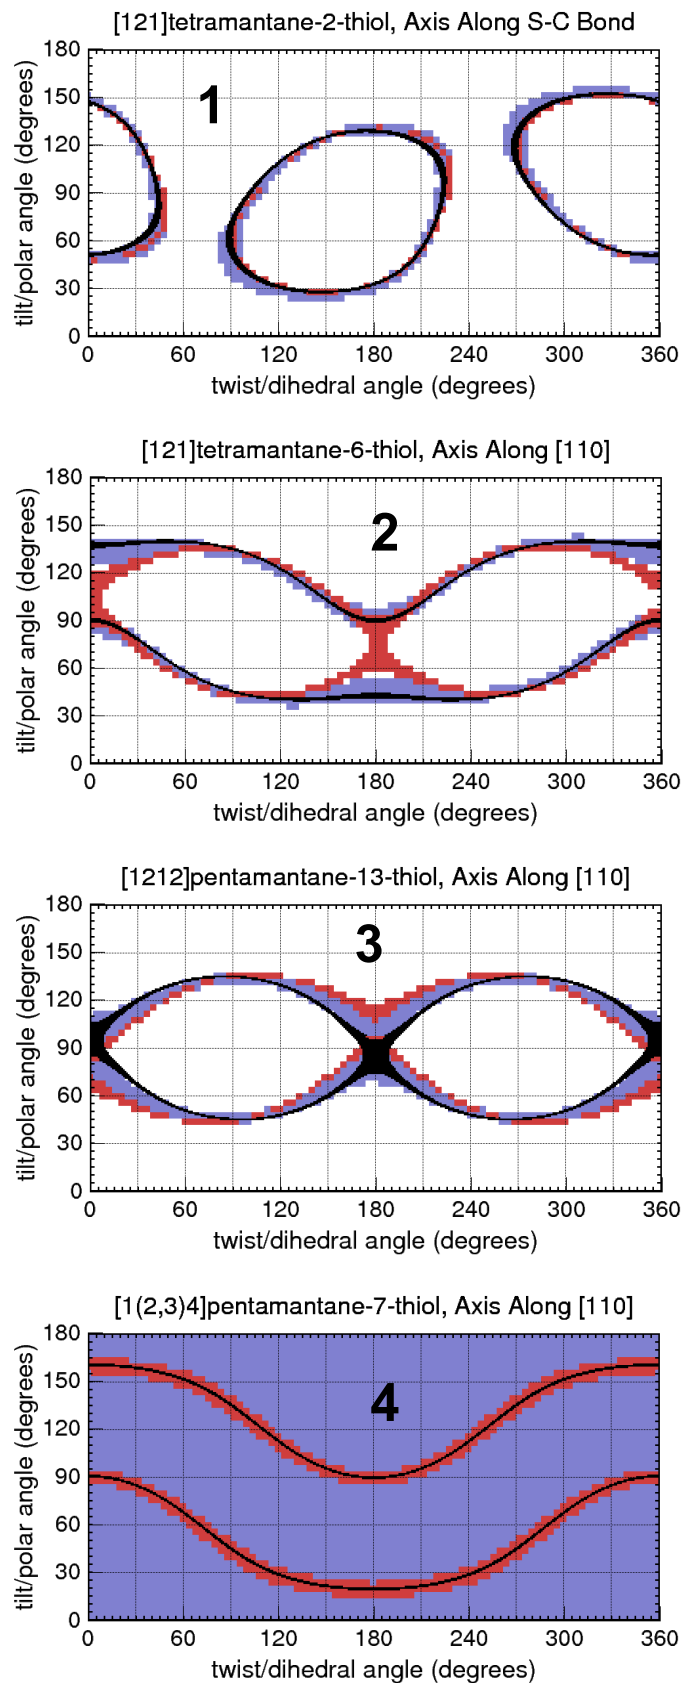 [121]tetramantane-2-thiol, Axis Along S-C Bond
180
150
120
90
60
30
0
tilt/polar angle (degrees)
1
0 60 120 180 240 300 360
twist/dihedral angle (degrees)
[121]tetramantane-6-thiol, Axis Along [110]
180
150
120
90
60
30
0
tilt/polar angle (degrees)
2
0 60 120 180 240 300 360
twist/dihedral angle (degrees)
[1212]pentamantane-13-thiol, Axis Along [110]
180
150
120
90
60
30
0
tilt/polar angle (degrees)
3
0 60 120 180 240 300 360
twist/dihedral angle (degrees)
[1(2,3)4]pentamantane-7-thiol, Axis Along [110]
180
150
120
90
60
30
0
tilt/polar angle (degrees)
4
0 60 120 180 240 300 360
twist/dihedral angle (degrees)